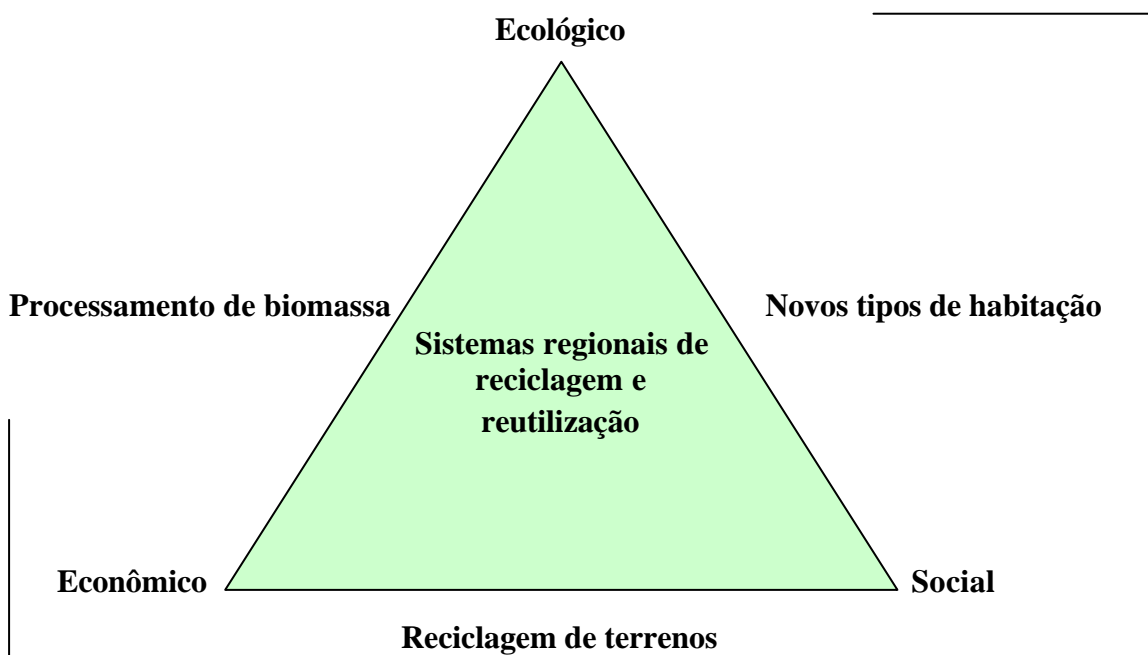 Ecológico
Processamento de biomassa
Novos tipos de habitação
Sistemas regionais de
reciclagem e
reutilização
Econômico
Social
Reciclagem de terrenos